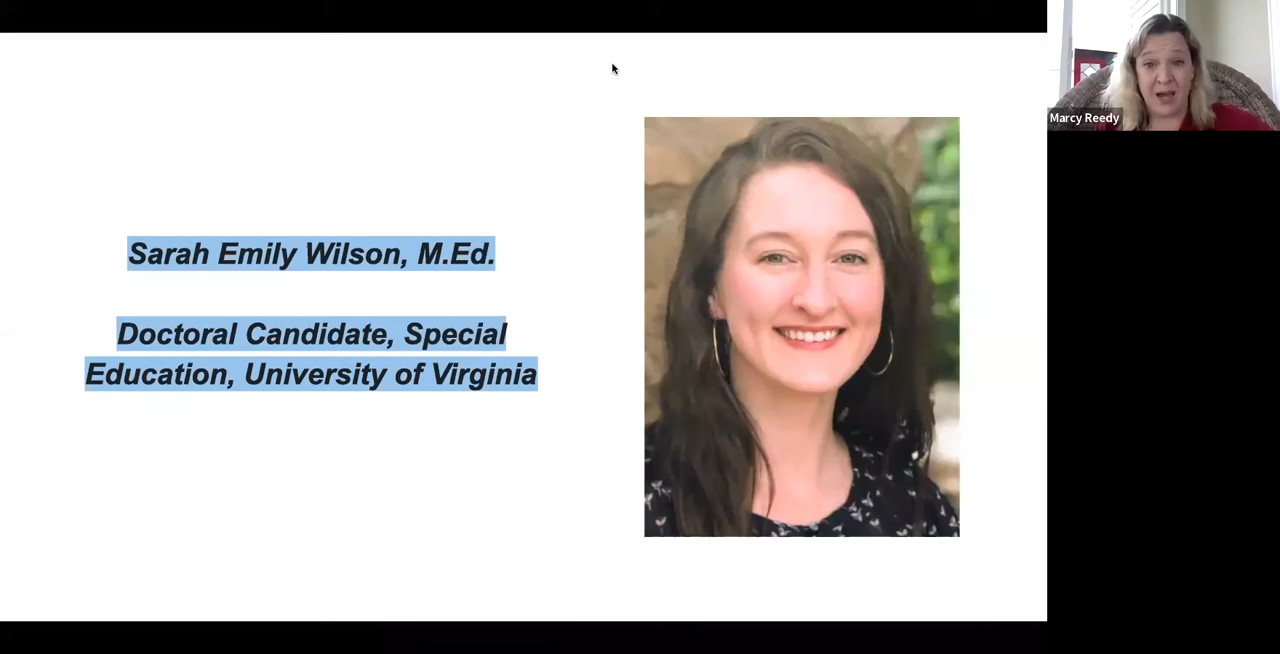 Sarah Emily Wilson, M.Ed.
Doctoral Candidate, Special
Education, University of Virginia
Marcy Reedy